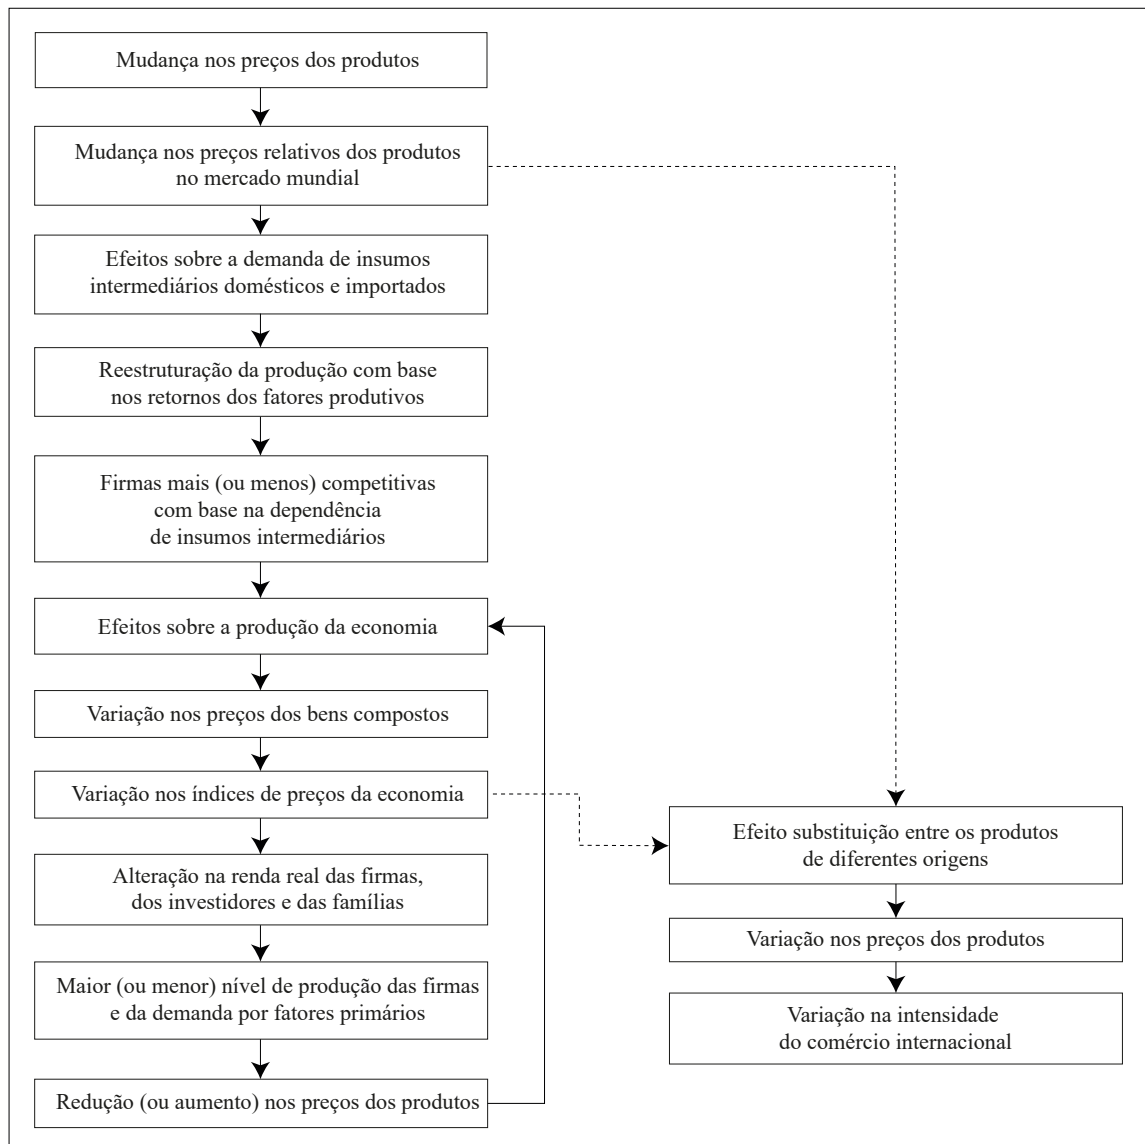 Mudança nos preços dos produtos
Mudança nos preços relativos dos produtos
no mercado mundial
Efeitos sobre a demanda de insumos
intermediários domésticos e importados
Reestruturação da produção com base
nos retornos dos fatores produtivos
Firmas mais (ou menos) competitivas
com base na dependência
de insumos intermediários
Efeitos sobre a produção da economia
Variação nos preços dos bens compostos
Variação nos índices de preços da economia
Alteração na renda real das firmas,
dos investidores e das famílias
Maior (ou menor) nível de produção das firmas
e da demanda por fatores primários
Redução (ou aumento) nos preços dos produtos
Efeito substituição entre os produtos
de diferentes origens
Variação nos preços dos produtos
Variação na intensidade
do comércio internacional